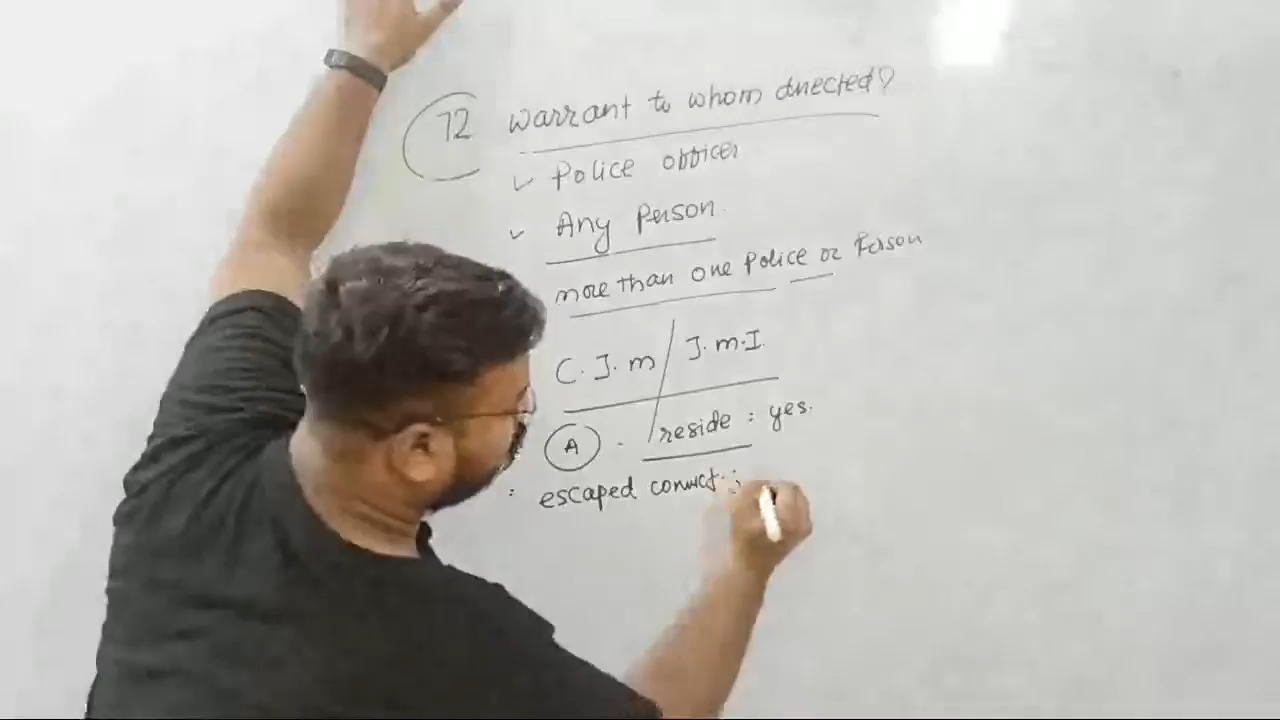 72 Warrant to whom directed?
✓ Police officer
✓ Any Person.
more than one Police or Person
C.J.m / J.m.I.
A . reside : yes.
: escaped convict :